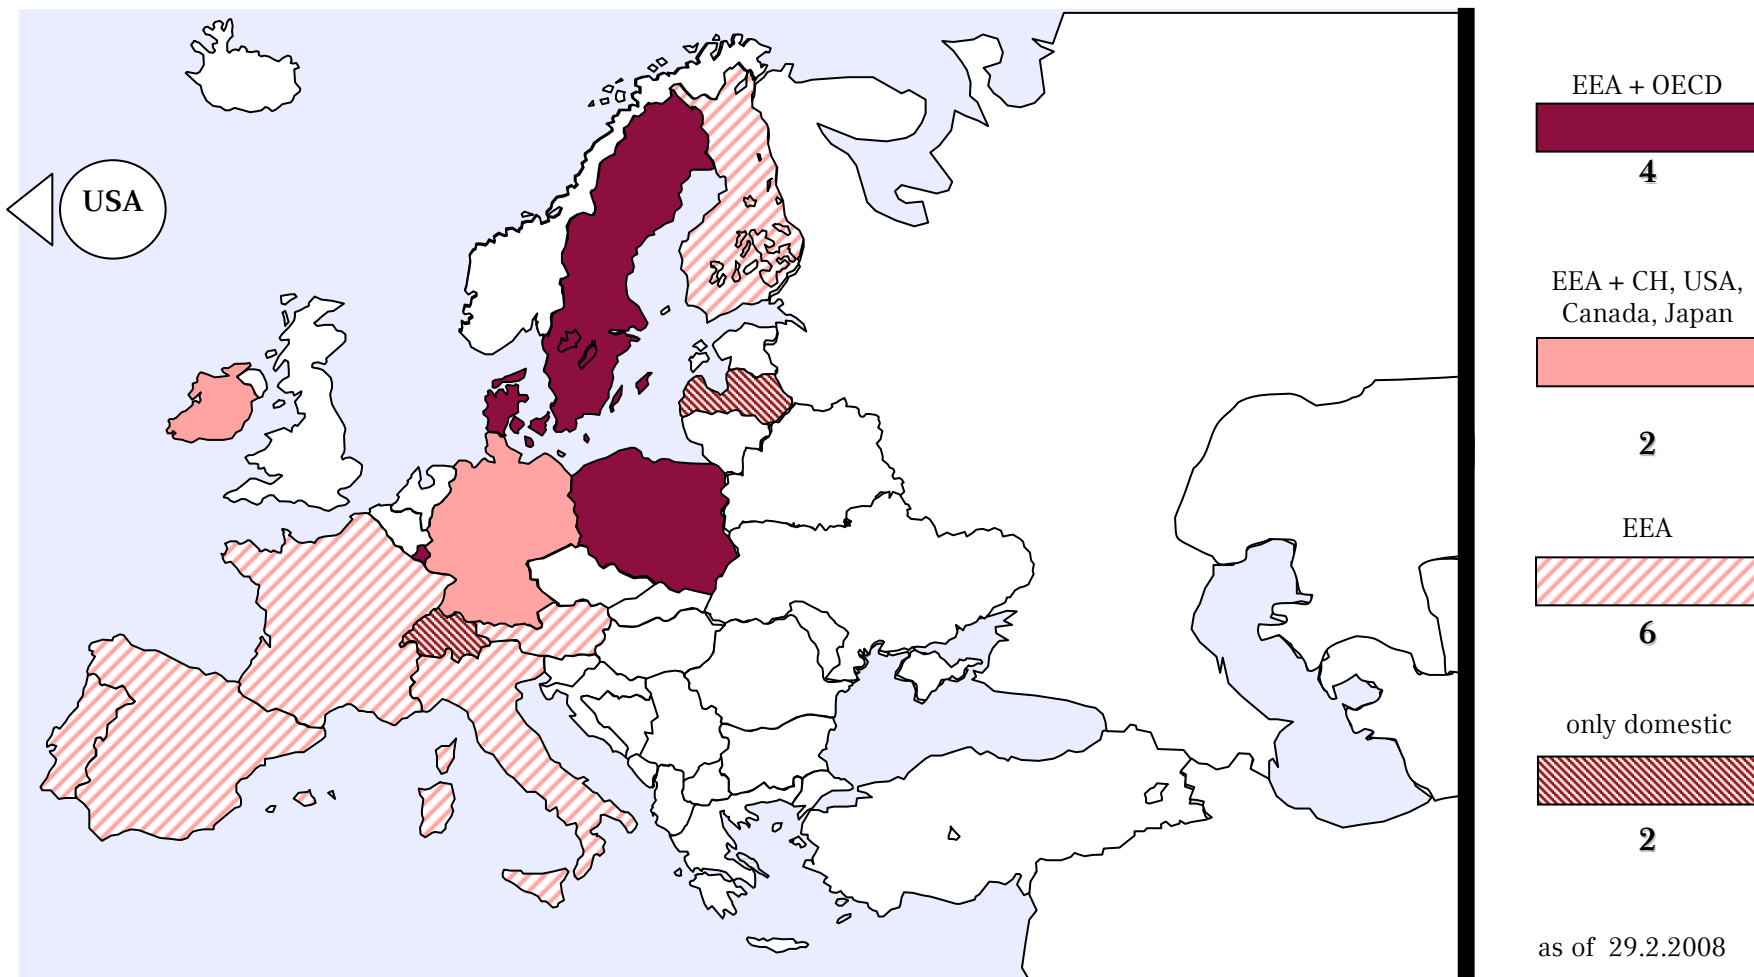 USA
EEA + OECD
4
EEA + CH, USA,
Canada, Japan
2
EEA
6
only domestic
2
as of 29.2.2008